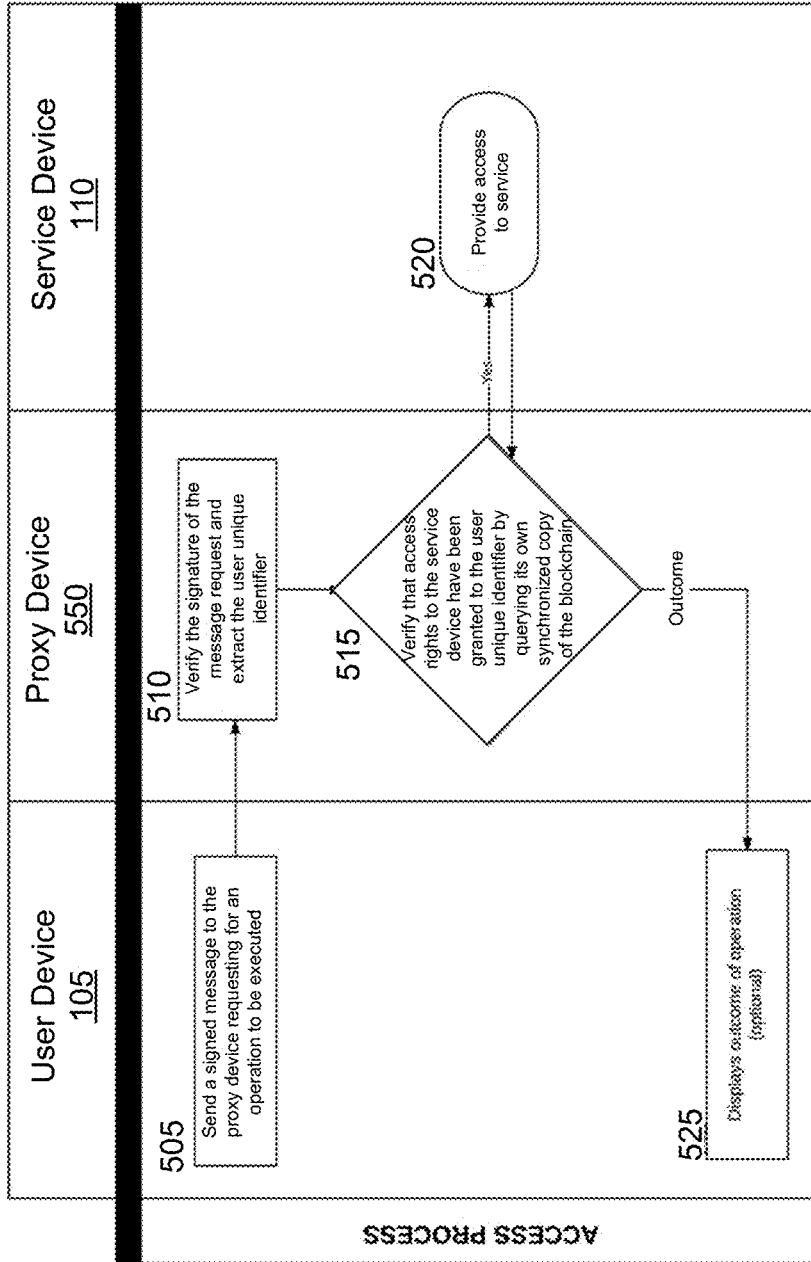 ACCESS PROCESS
User Device
105
Proxy Device
550
Service Device
110
505
Send a signed message to the
proxy device requesting for an
operation to be executed
510
Verify the signature of the
message request and
extract the user unique
identifier
515
Verify that access
rights to the service
device have been
granted to the user
unique identifier by
querying its own
synchronized copy
of the blockchain
Yes
520
Provide access
to service
Outcome
525
Displays outcome of operation
(optional)